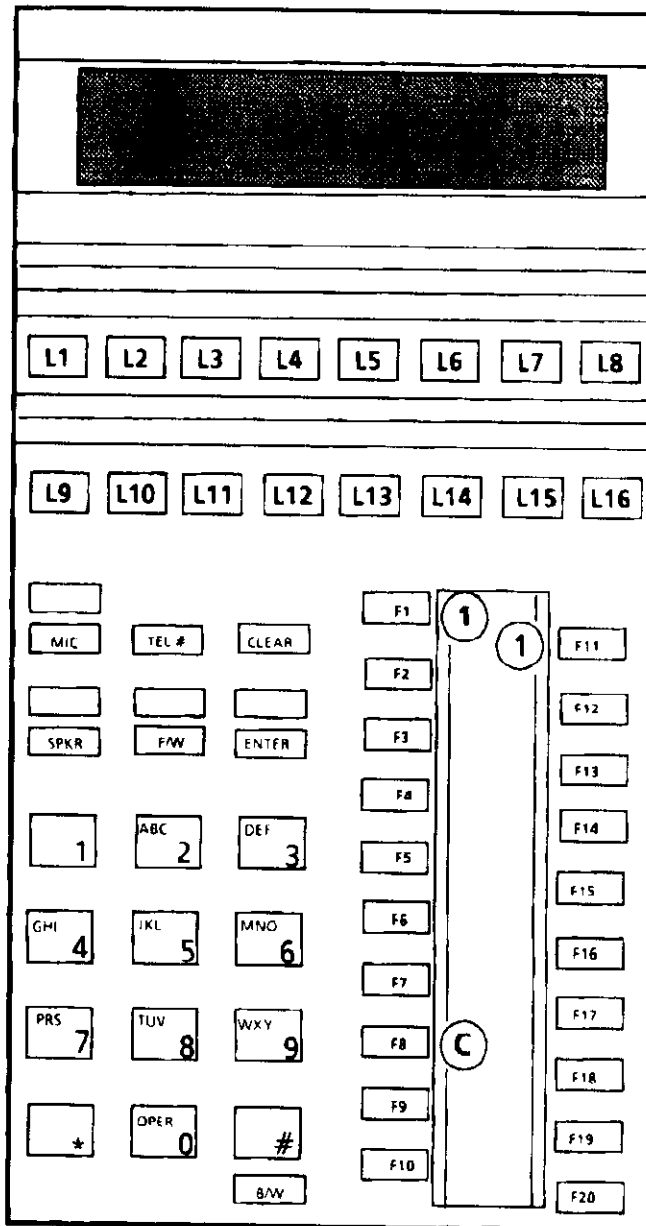 L1 L2 L3 L4 L5 L6 L7 L8
L9 L10 L11 L12 L13 L14 L15 L16
F1 1
MIC TEL # CLEAR 1 F11
F2
F12
SPKR F/W ENTER F3
F13
F4
F14
1 ABC 2 DEF 3 F5
F15
GHI 4 JKL 5 MNO 6 F6
F16
F7
F17
PRS 7 TUV 8 WXY 9 F8 C
F18
F9
* OPER 0 # F19
F10
B/W F20